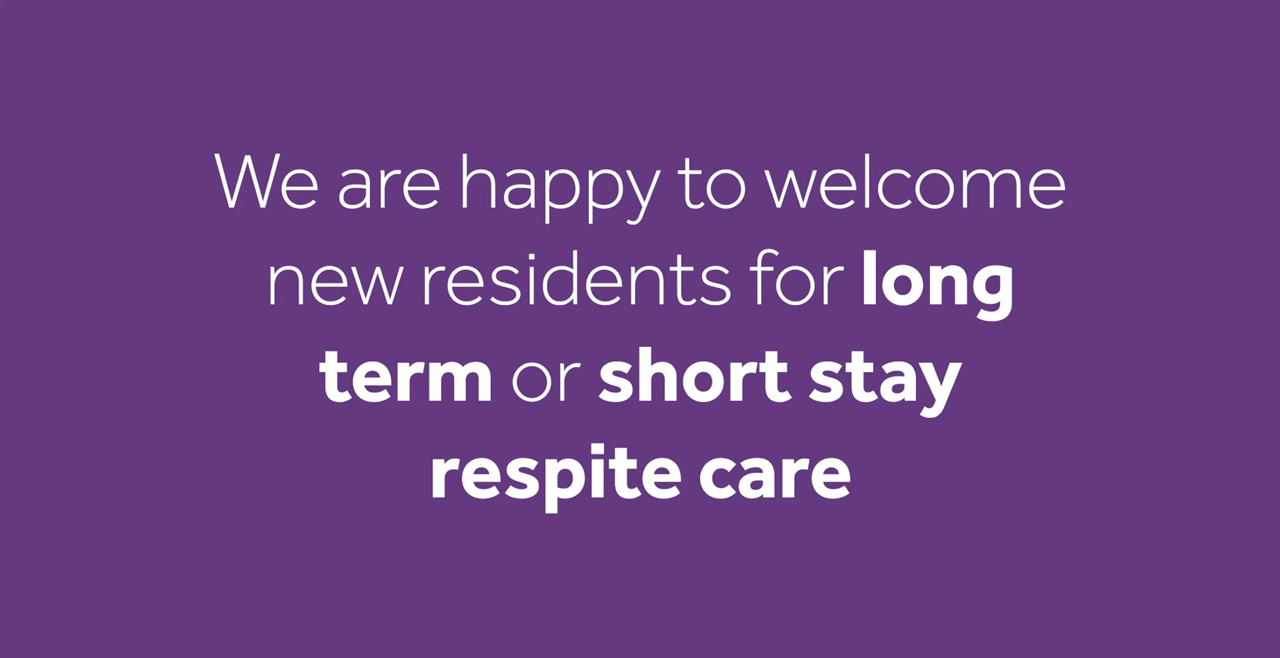 We are happy to welcome
new residents for long
term or short stay
respite care